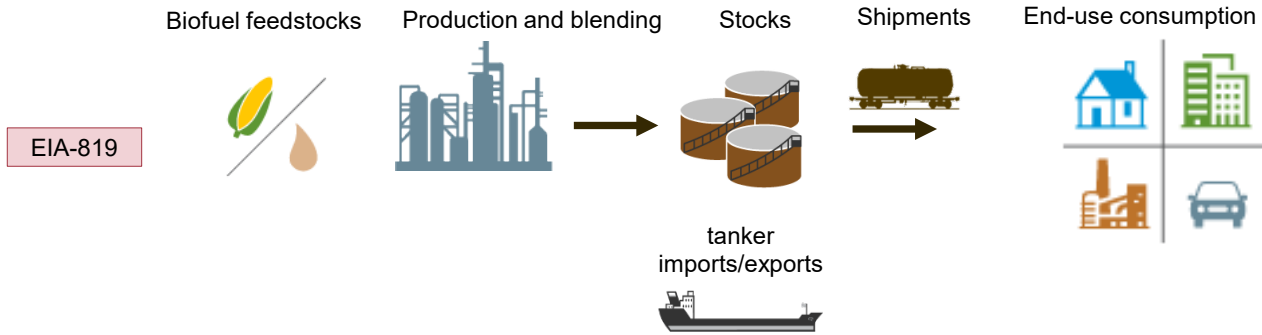 Biofuel feedstocks
Production and blending
Stocks
Shipments
End-use consumption
EIA-819
tanker
imports/exports